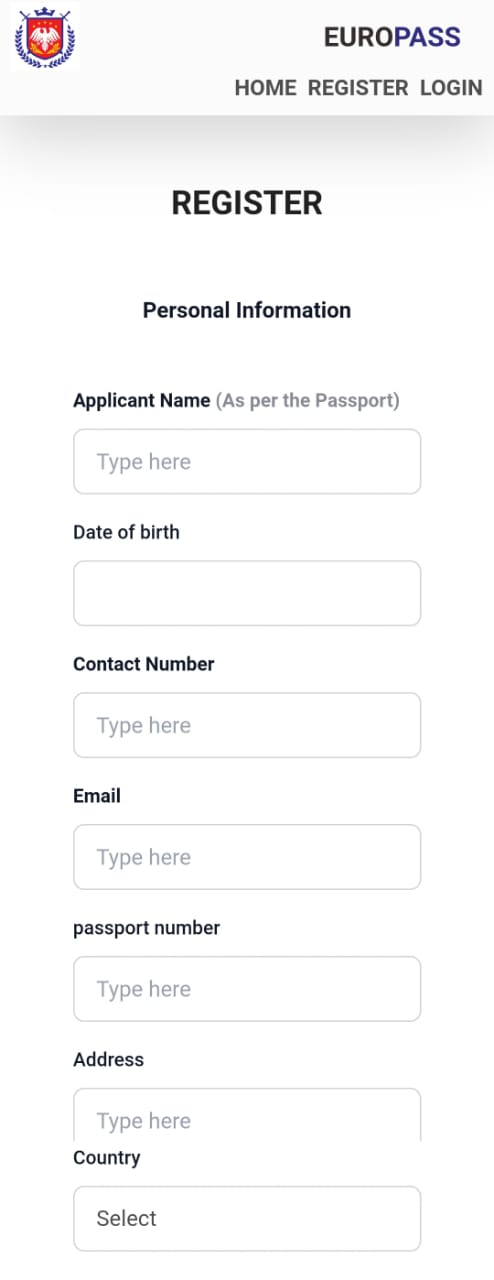 EUROPASS
HOME REGISTER LOGIN
REGISTER
Personal Information
Applicant Name (As per the Passport)
Type here
Date of birth
Contact Number
Type here
Email
Type here
passport number
Type here
Address
Type here
Country
Select